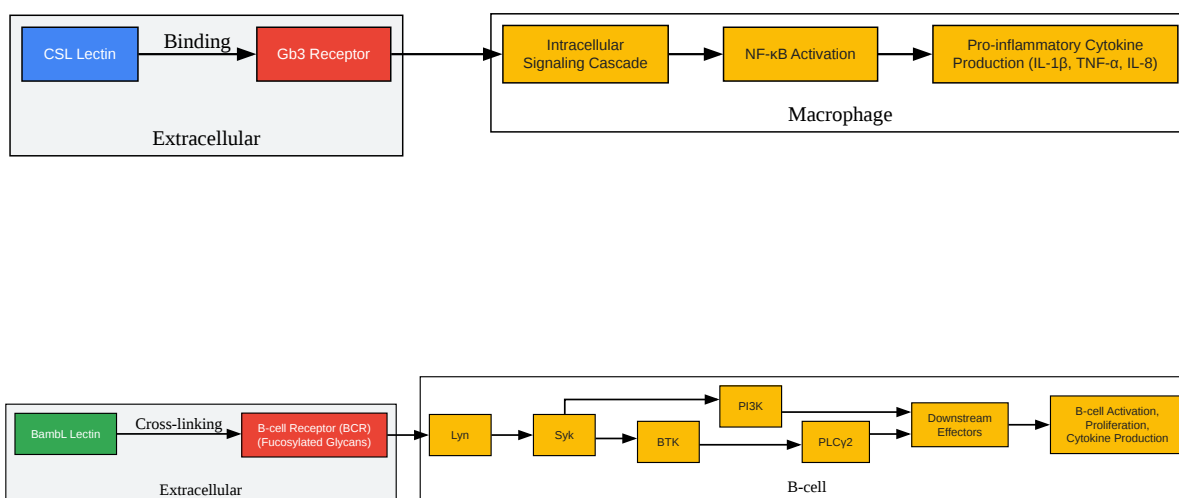 CSL Lectin
Binding
Gb3 Receptor
Extracellular
Intracellular
Signaling Cascade
NF-κB Activation
Pro-inflammatory Cytokine
Production (IL-1β, TNF-α, IL-8)
Macrophage
BambL Lectin
Cross-linking
B-cell Receptor (BCR)
(Fucosylated Glycans)
Extracellular
Lyn
Syk
PI3K
BTK
PLCγ2
Downstream
Effectors
B-cell Activation,
Proliferation,
Cytokine Production
B-cell